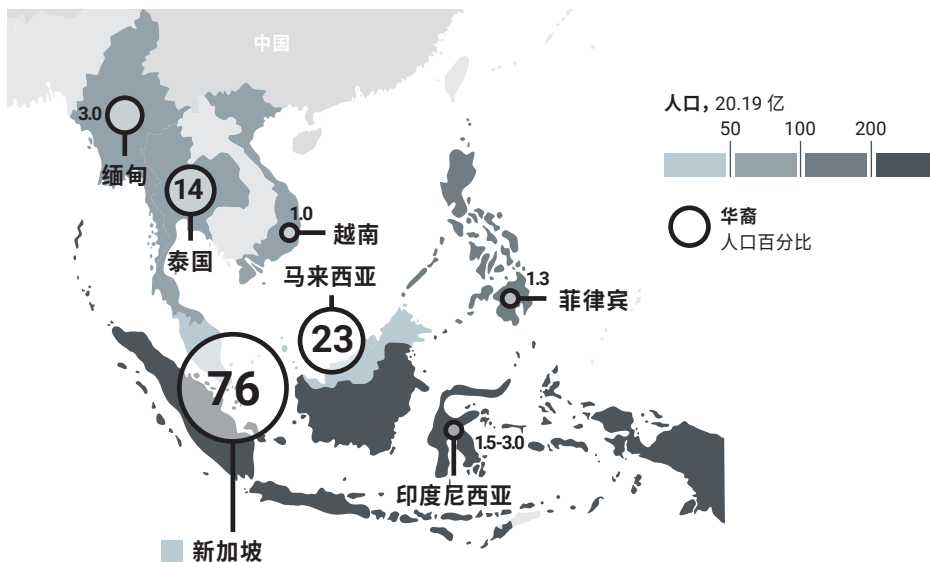 中国
人口，20.19 亿
50 100 200
3.0
缅甸
14
华裔
人口百分比
1.0
越南
泰国
马来西亚
1.3
菲律宾
23
76
1.5-3.0
印度尼西亚
新加坡